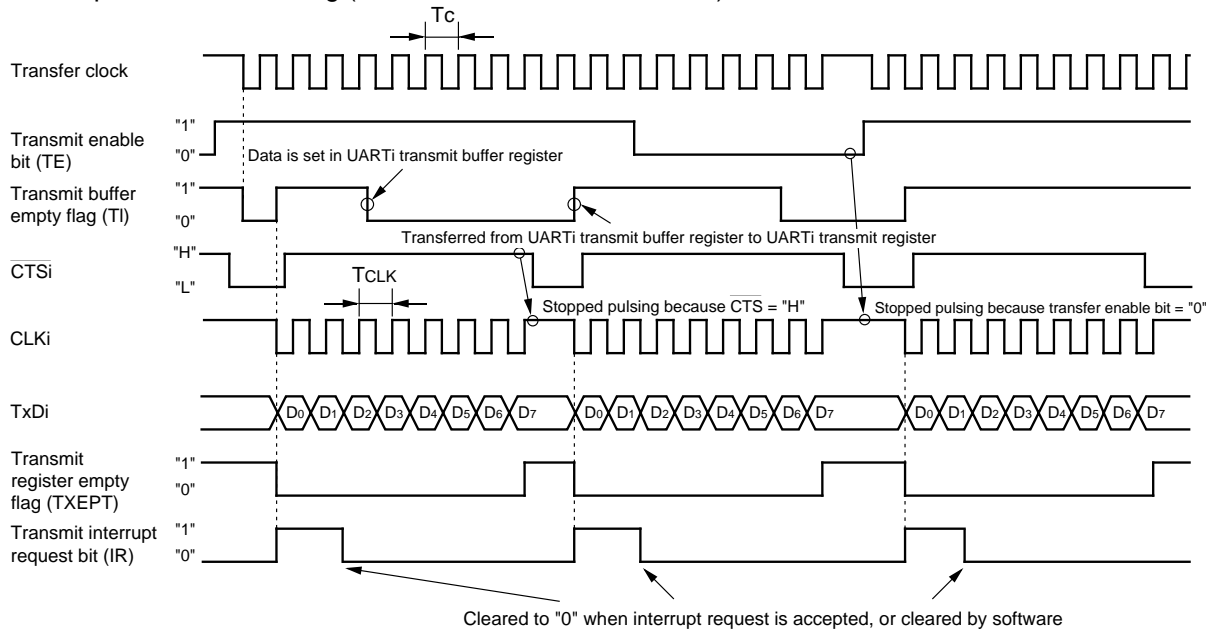 Tc
Transfer clock
Transmit enable
bit (TE)
"1"
"0"
Data is set in UARTi transmit buffer register
Transmit buffer
empty flag (TI)
"1"
"0"
Transferred from UARTi transmit buffer register to UARTi transmit register
CTSi
"H"
"L"
TCLK
Stopped pulsing because CTS = "H"
Stopped pulsing because transfer enable bit = "0"
CLKi
TxDi
D0 D1 D2 D3 D4 D5 D6 D7 D0 D1 D2 D3 D4 D5 D6 D7 D0 D1 D2 D3 D4 D5 D6 D7
Transmit
register empty
flag (TXEPT)
"1"
"0"
Transmit interrupt
request bit (IR)
"1"
"0"
Cleared to "0" when interrupt request is accepted, or cleared by software